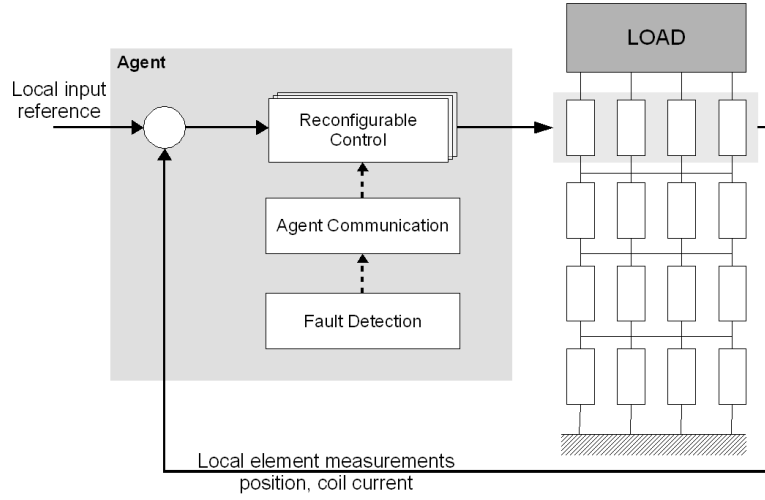 LOAD
Agent
Local input
reference
Reconfigurable
Control
Agent Communication
Fault Detection
Local element measurements
position, coil current